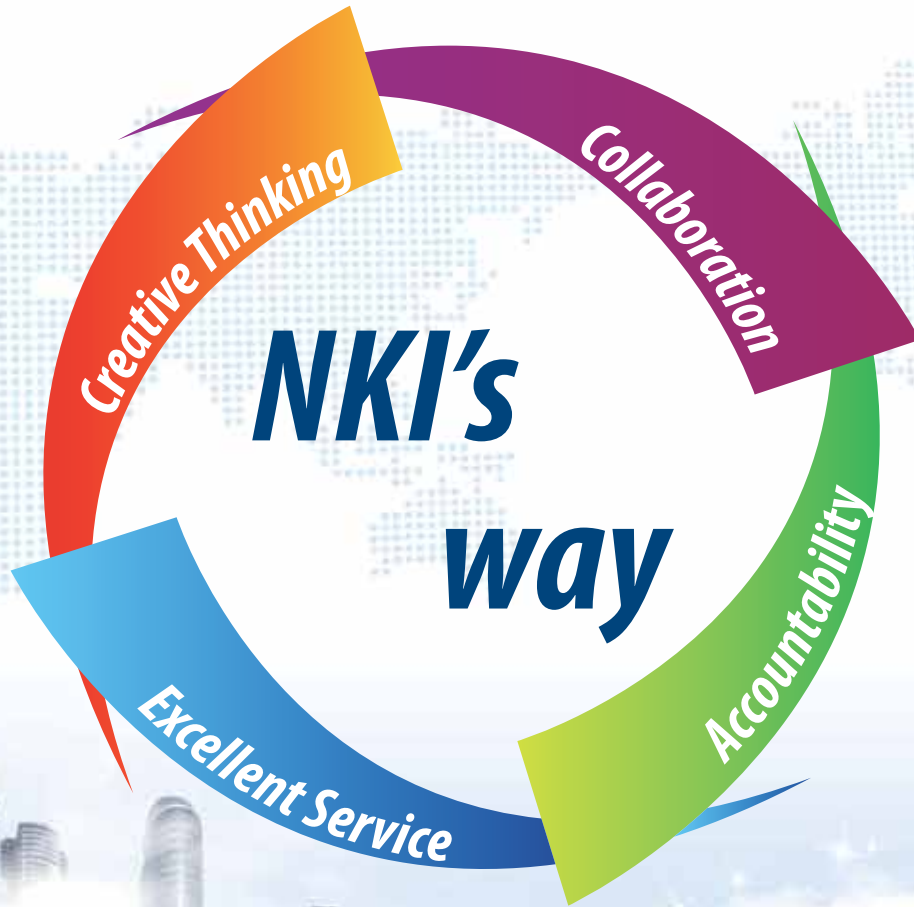 Creative Thinking
Collaboration
NKI's
way
Accountability
Excellent Service